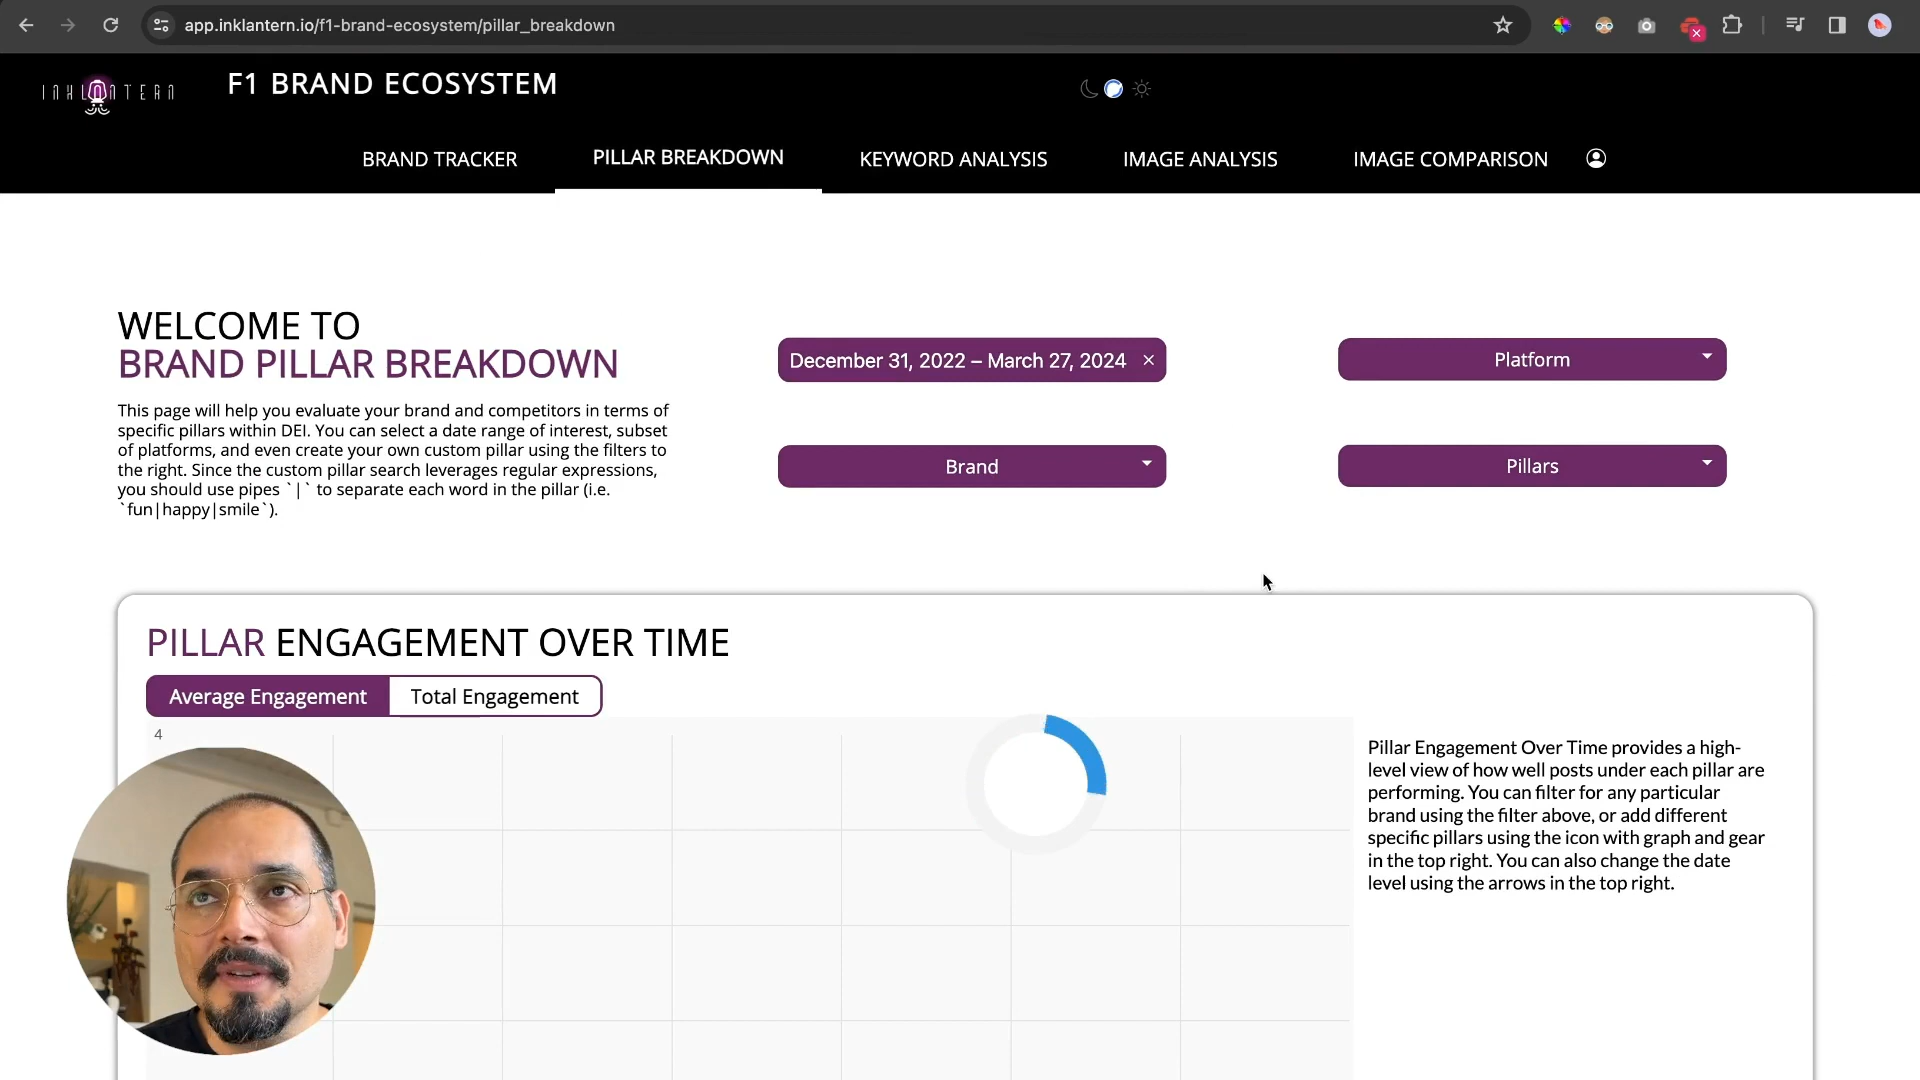 app.inklantern.io/f1-brand-ecosystem/pillar_breakdown
INKLANTERN
F1 BRAND ECOSYSTEM
BRAND TRACKER
PILLAR BREAKDOWN
KEYWORD ANALYSIS
IMAGE ANALYSIS
IMAGE COMPARISON
WELCOME TO
BRAND PILLAR BREAKDOWN
This page will help you evaluate your brand and competitors in terms of
specific pillars within DEI. You can select a date range of interest, subset
of platforms, and even create your own custom pillar using the filters to
the right. Since the custom pillar search leverages regular expressions,
you should use pipes `|` to separate each word in the pillar (i.e.
`fun|happy|smile`).
December 31, 2022 – March 27, 2024 ×
Platform
Brand
Pillars
PILLAR ENGAGEMENT OVER TIME
Average Engagement
Total Engagement
4
Pillar Engagement Over Time provides a high-
level view of how well posts under each pillar are
performing. You can filter for any particular
brand using the filter above, or add different
specific pillars using the icon with graph and gear
in the top right. You can also change the date
level using the arrows in the top right.